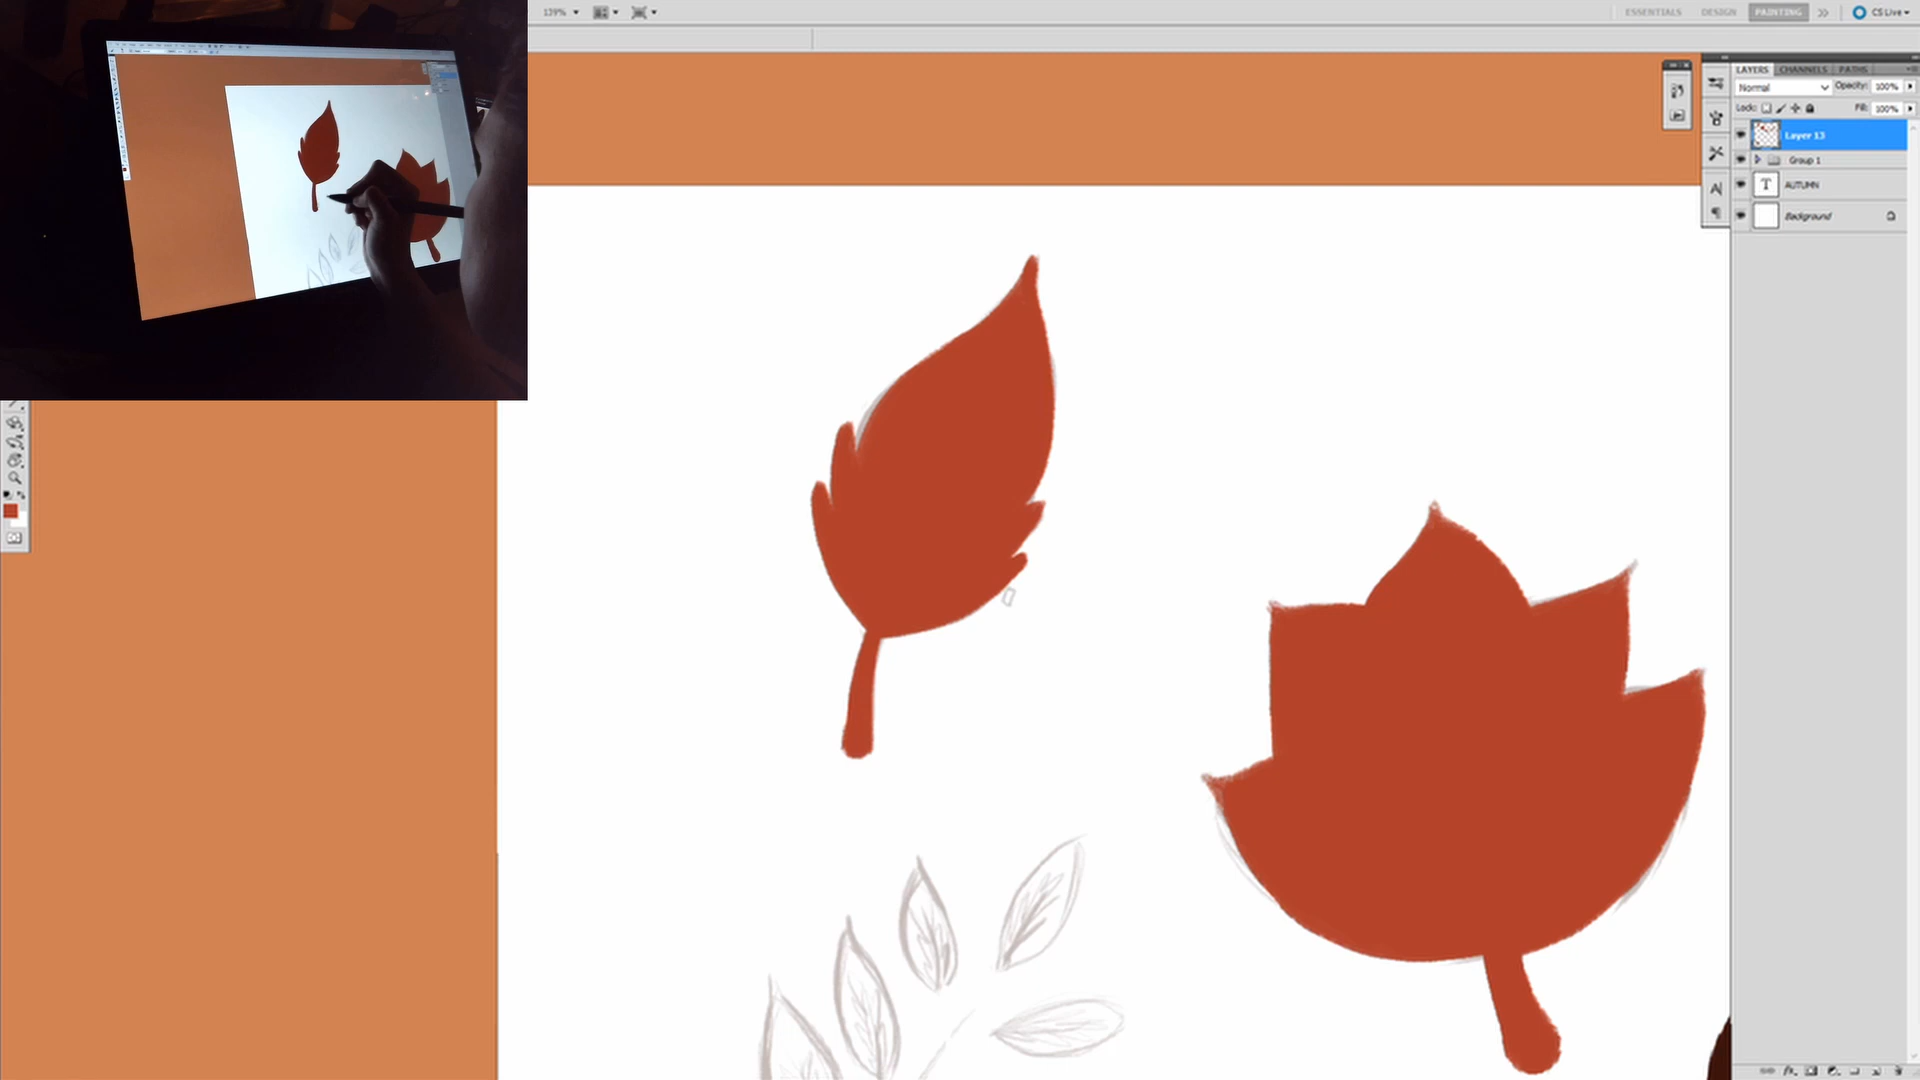 139%
ESSENTIALS DESIGN PAINTING CS Live
LAYERS CHANNELS PATHS
Normal Opacity: 100%
Lock: Fill: 100%
Layer 13
Group 1
T AUTUMN
Background